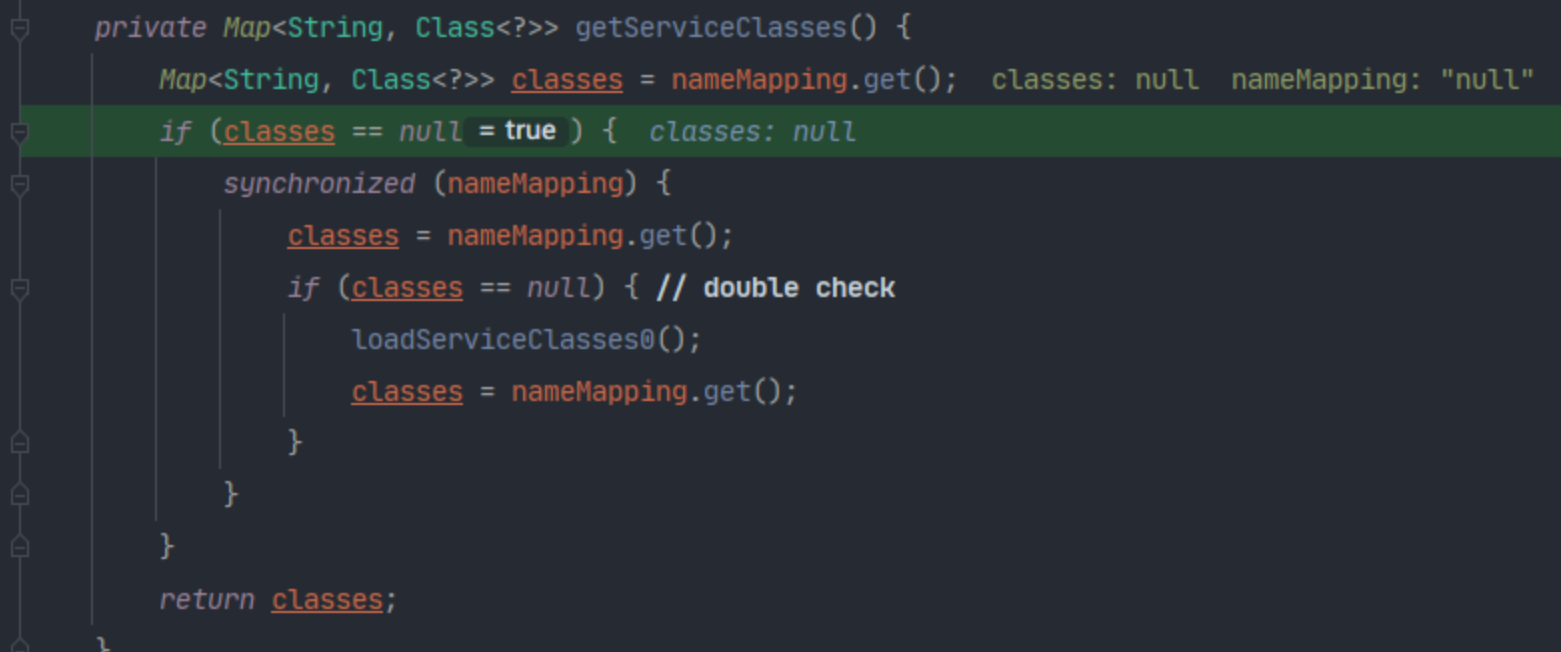 private Map<String, Class<?>> getServiceClasses() {
Map<String, Class<?>> classes = nameMapping.get();  classes: null  nameMapping: "null"
if (classes == null = true ) {  classes: null
synchronized (nameMapping) {
classes = nameMapping.get();
if (classes == null) { // double check
loadServiceClasses0();
classes = nameMapping.get();
}
}
}
return classes;
}